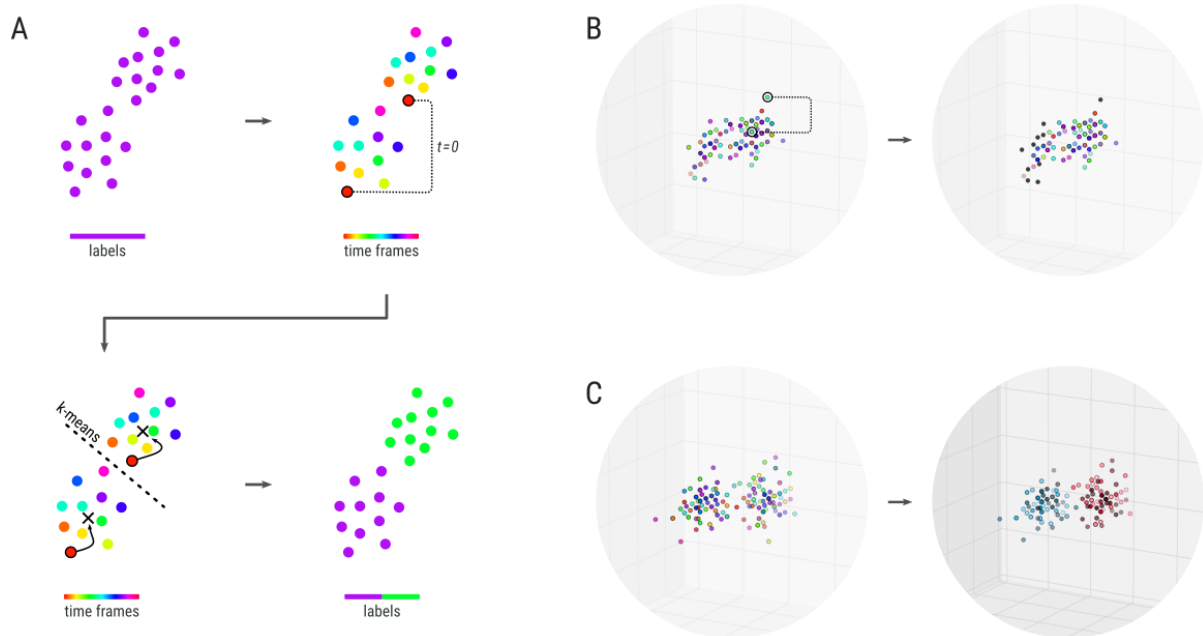 A
labels
t=0
time frames
k-means
time frames
labels
B
C